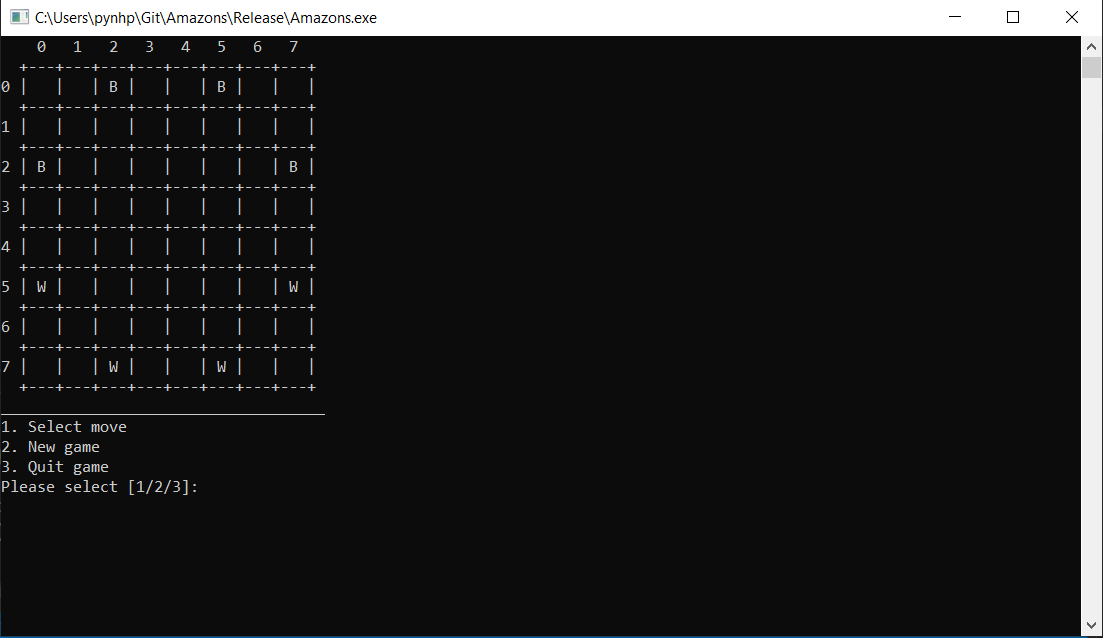 C:\Users\pynhp\Git\Amazons\Release\Amazons.exe
    0   1   2   3   4   5   6   7
  +---+---+---+---+---+---+---+---+
0 |   |   | B |   |   | B |   |   |
  +---+---+---+---+---+---+---+---+
1 |   |   |   |   |   |   |   |   |
  +---+---+---+---+---+---+---+---+
2 | B |   |   |   |   |   |   | B |
  +---+---+---+---+---+---+---+---+
3 |   |   |   |   |   |   |   |   |
  +---+---+---+---+---+---+---+---+
4 |   |   |   |   |   |   |   |   |
  +---+---+---+---+---+---+---+---+
5 | W |   |   |   |   |   |   | W |
  +---+---+---+---+---+---+---+---+
6 |   |   |   |   |   |   |   |   |
  +---+---+---+---+---+---+---+---+
7 |   |   | W |   |   | W |   |   |
  +---+---+---+---+---+---+---+---+
____________________________________
1. Select move
2. New game
3. Quit game
Please select [1/2/3]: